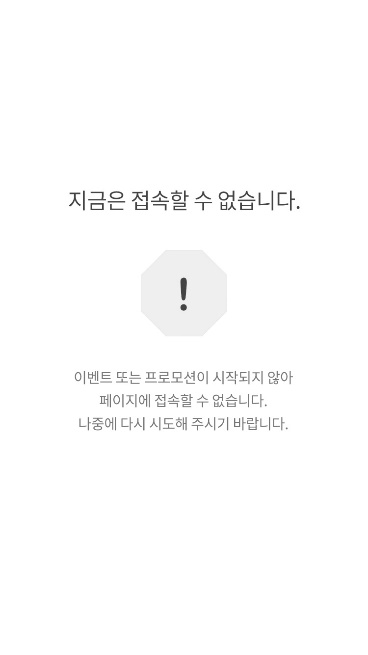 지금은 접속할 수 없습니다.
!
이벤트 또는 프로모션이 시작되지 않아
페이지에 접속할 수 없습니다.
나중에 다시 시도해 주시기 바랍니다.